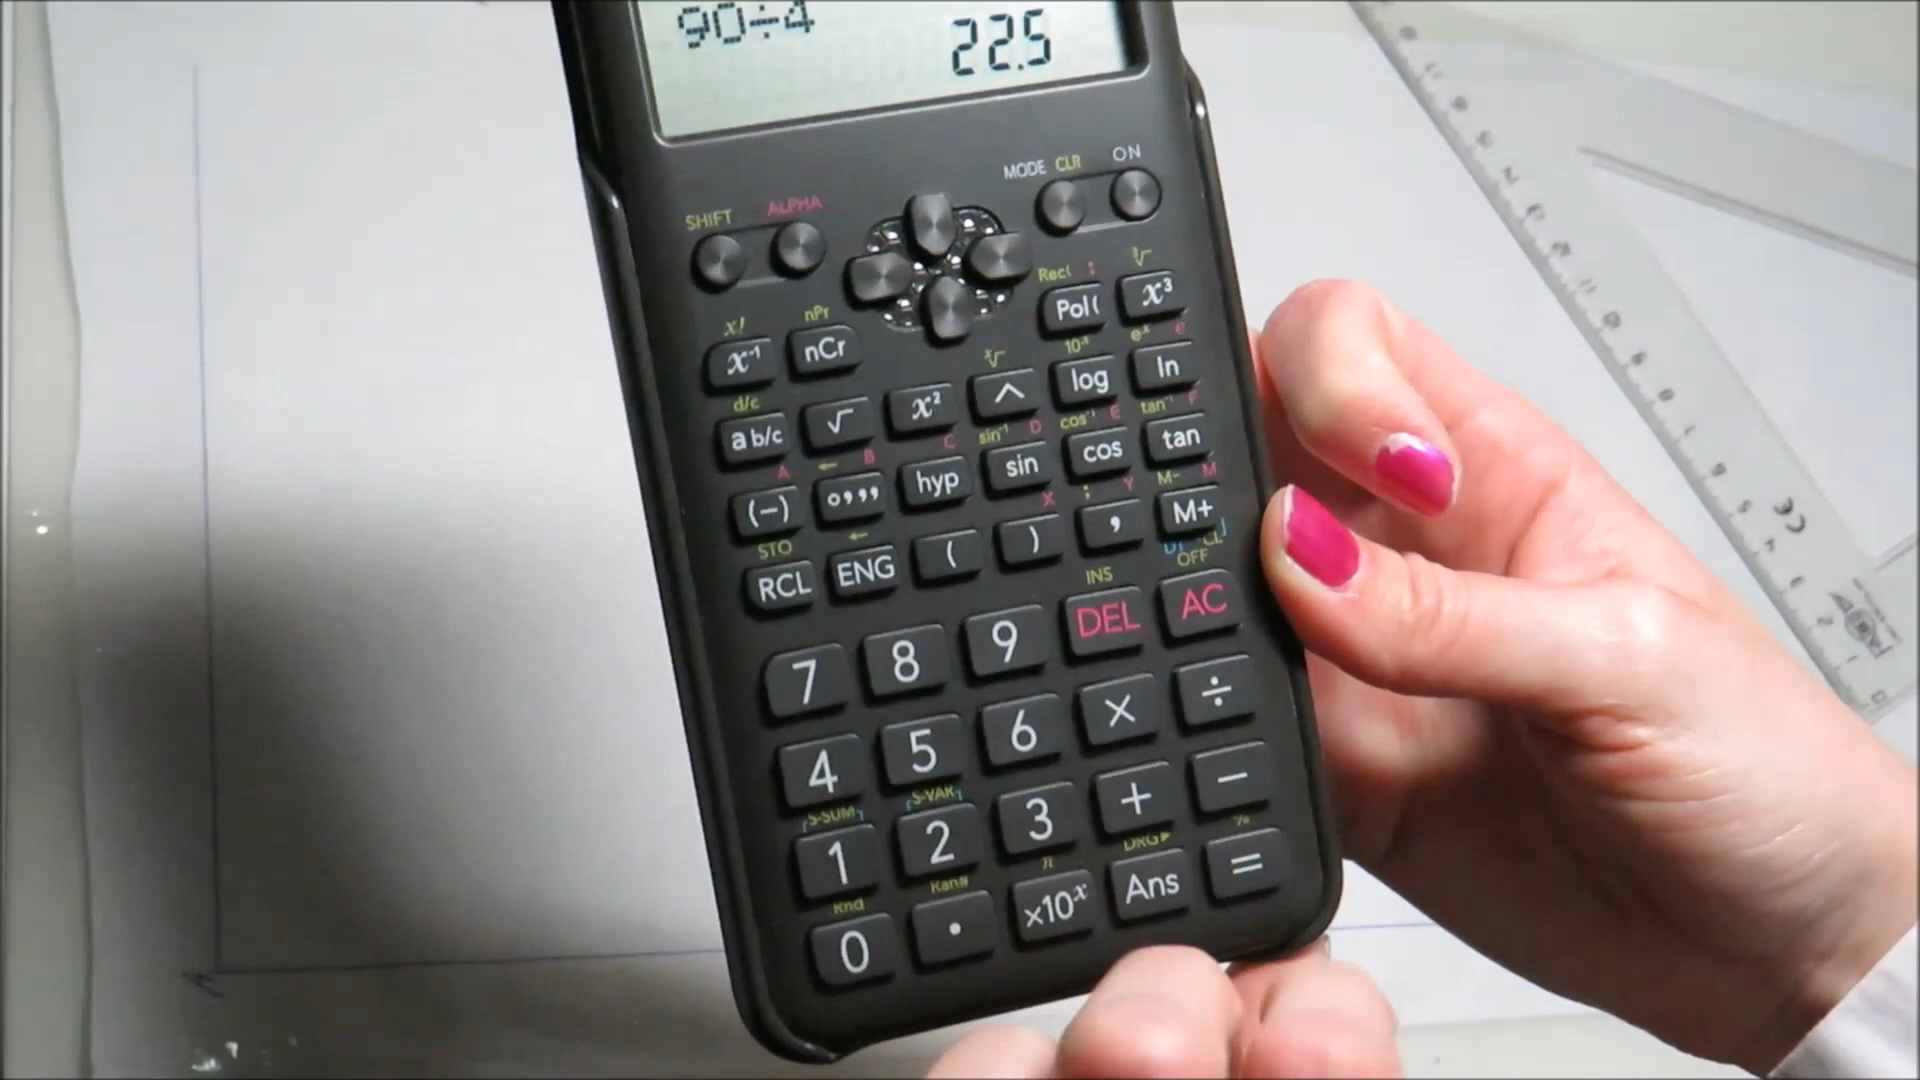 90÷4
22.5
MODE CLR ON
SHIFT ALPHA
Rec( : ³√
Pol( x³
x! nPr
x⁻¹ nCr
ˣ√ 10ˣ eˣ e
^ log ln
d/c
a b/c √ x²
A ← B C sin⁻¹ D cos⁻¹ E tan⁻¹ F
(−) °’’’ hyp sin cos tan
STO ← X ; Y M- M
RCL ENG ( ) , M+
INS CL OFF
DEL AC
7 8 9
4 5 6 × ÷
S-SUM S-VAR
1 2 3 + −
Rnd Ran# π DRG► %
0 . ×10ˣ Ans =